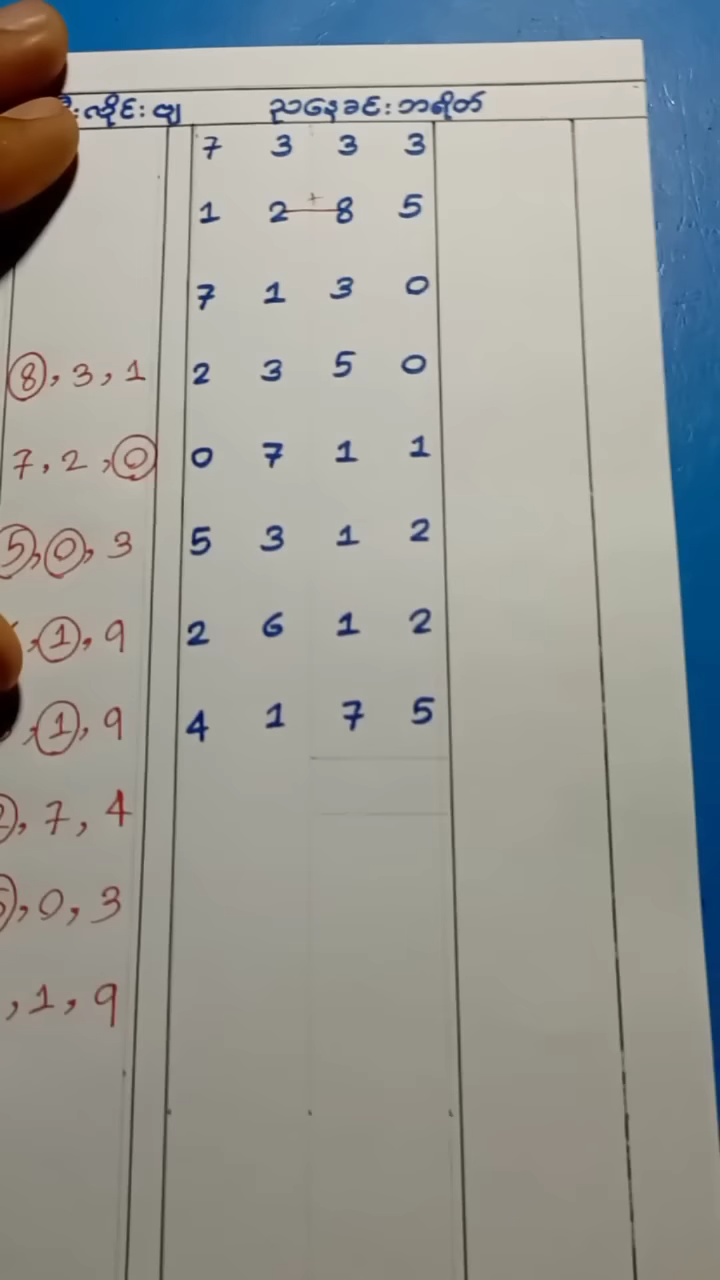 လိုင်း ဗျ ညနေခင်း ဘရိတ်
7 3 3 3
1 2 + 8 5
7 1 3 0
8, 3, 1 2 3 5 0
7, 2, 0 0 7 1 1
5, 0, 3 5 3 1 2
, 1, 9 2 6 1 2
, 1, 9 4 1 7 5
, 7, 4
, 0, 3
, 1, 9